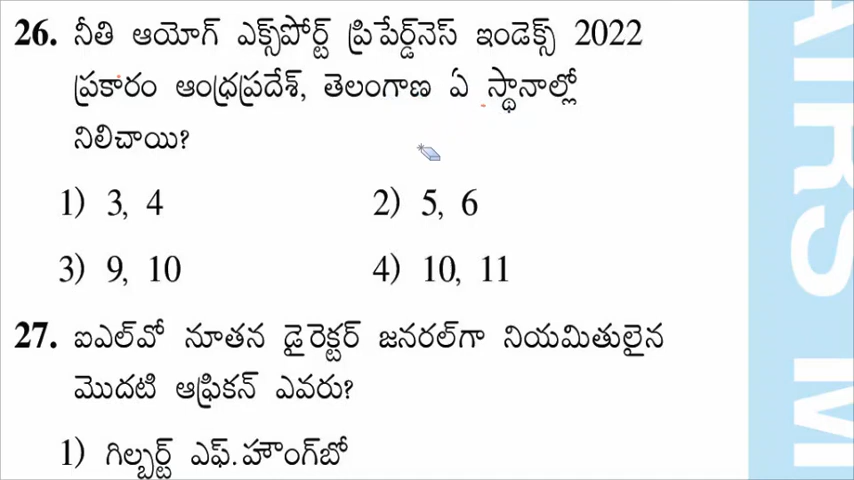 26. నీతి ఆయోగ్ ఎక్స్‌పోర్ట్ ప్రిపేర్డ్‌నెస్ ఇండెక్స్ 2022
ప్రకారం ఆంధ్రప్రదేశ్, తెలంగాణ ఏ స్థానాల్లో
నిలిచాయి?
1) 3, 4 2) 5, 6
3) 9, 10 4) 10, 11
27. ఐఎల్‌వో నూతన డైరెక్టర్ జనరల్‌గా నియమితులైన
మొదటి ఆఫ్రికన్ ఎవరు?
1) గిల్బర్ట్ ఎఫ్.హౌంగ్‌బో
AIRS M